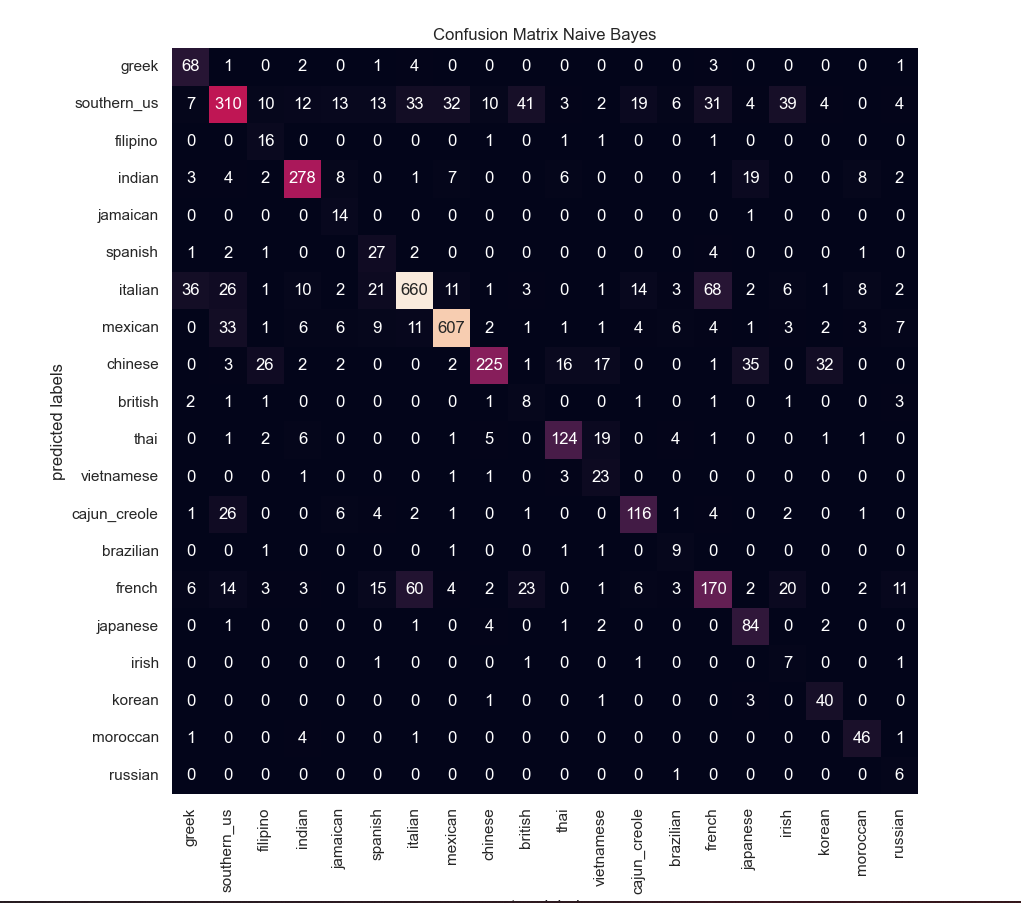 Confusion Matrix Naive Bayes
greek 68 1 0 2 0 1 4 0 0 0 0 0 0 0 3 0 0 0 0 1
southern_us 7 310 10 12 13 13 33 32 10 41 3 2 19 6 31 4 39 4 0 4
filipino 0 0 16 0 0 0 0 0 1 0 1 1 0 0 1 0 0 0 0 0
indian 3 4 2 278 8 0 1 7 0 0 6 0 0 0 1 19 0 0 8 2
jamaican 0 0 0 0 14 0 0 0 0 0 0 0 0 0 0 1 0 0 0 0
spanish 1 2 1 0 0 27 2 0 0 0 0 0 0 0 4 0 0 0 1 0
italian 36 26 1 10 2 21 660 11 1 3 0 1 14 3 68 2 6 1 8 2
mexican 0 33 1 6 6 9 11 607 2 1 1 1 4 6 4 1 3 2 3 7
chinese 0 3 26 2 2 0 0 2 225 1 16 17 0 0 1 35 0 32 0 0
british 2 1 1 0 0 0 0 0 1 8 0 0 1 0 1 0 1 0 0 3
thai 0 1 2 6 0 0 0 1 5 0 124 19 0 4 1 0 0 1 1 0
vietnamese 0 0 0 1 0 0 0 1 1 0 3 23 0 0 0 0 0 0 0 0
cajun_creole 1 26 0 0 6 4 2 1 0 1 0 0 116 1 4 0 2 0 1 0
brazilian 0 0 1 0 0 0 0 1 0 0 1 1 0 9 0 0 0 0 0 0
french 6 14 3 3 0 15 60 4 2 23 0 1 6 3 170 2 20 0 2 11
japanese 0 1 0 0 0 0 1 0 4 0 1 2 0 0 0 84 0 2 0 0
irish 0 0 0 0 0 1 0 0 0 1 0 0 1 0 0 0 7 0 0 1
korean 0 0 0 0 0 0 0 0 1 0 0 1 0 0 0 3 0 40 0 0
moroccan 1 0 0 4 0 0 1 0 0 0 0 0 0 0 0 0 0 0 46 1
russian 0 0 0 0 0 0 0 0 0 0 0 0 0 1 0 0 0 0 0 6
predicted labels
greek southern_us filipino indian jamaican spanish italian mexican chinese british thai vietnamese cajun_creole brazilian french japanese irish korean moroccan russian